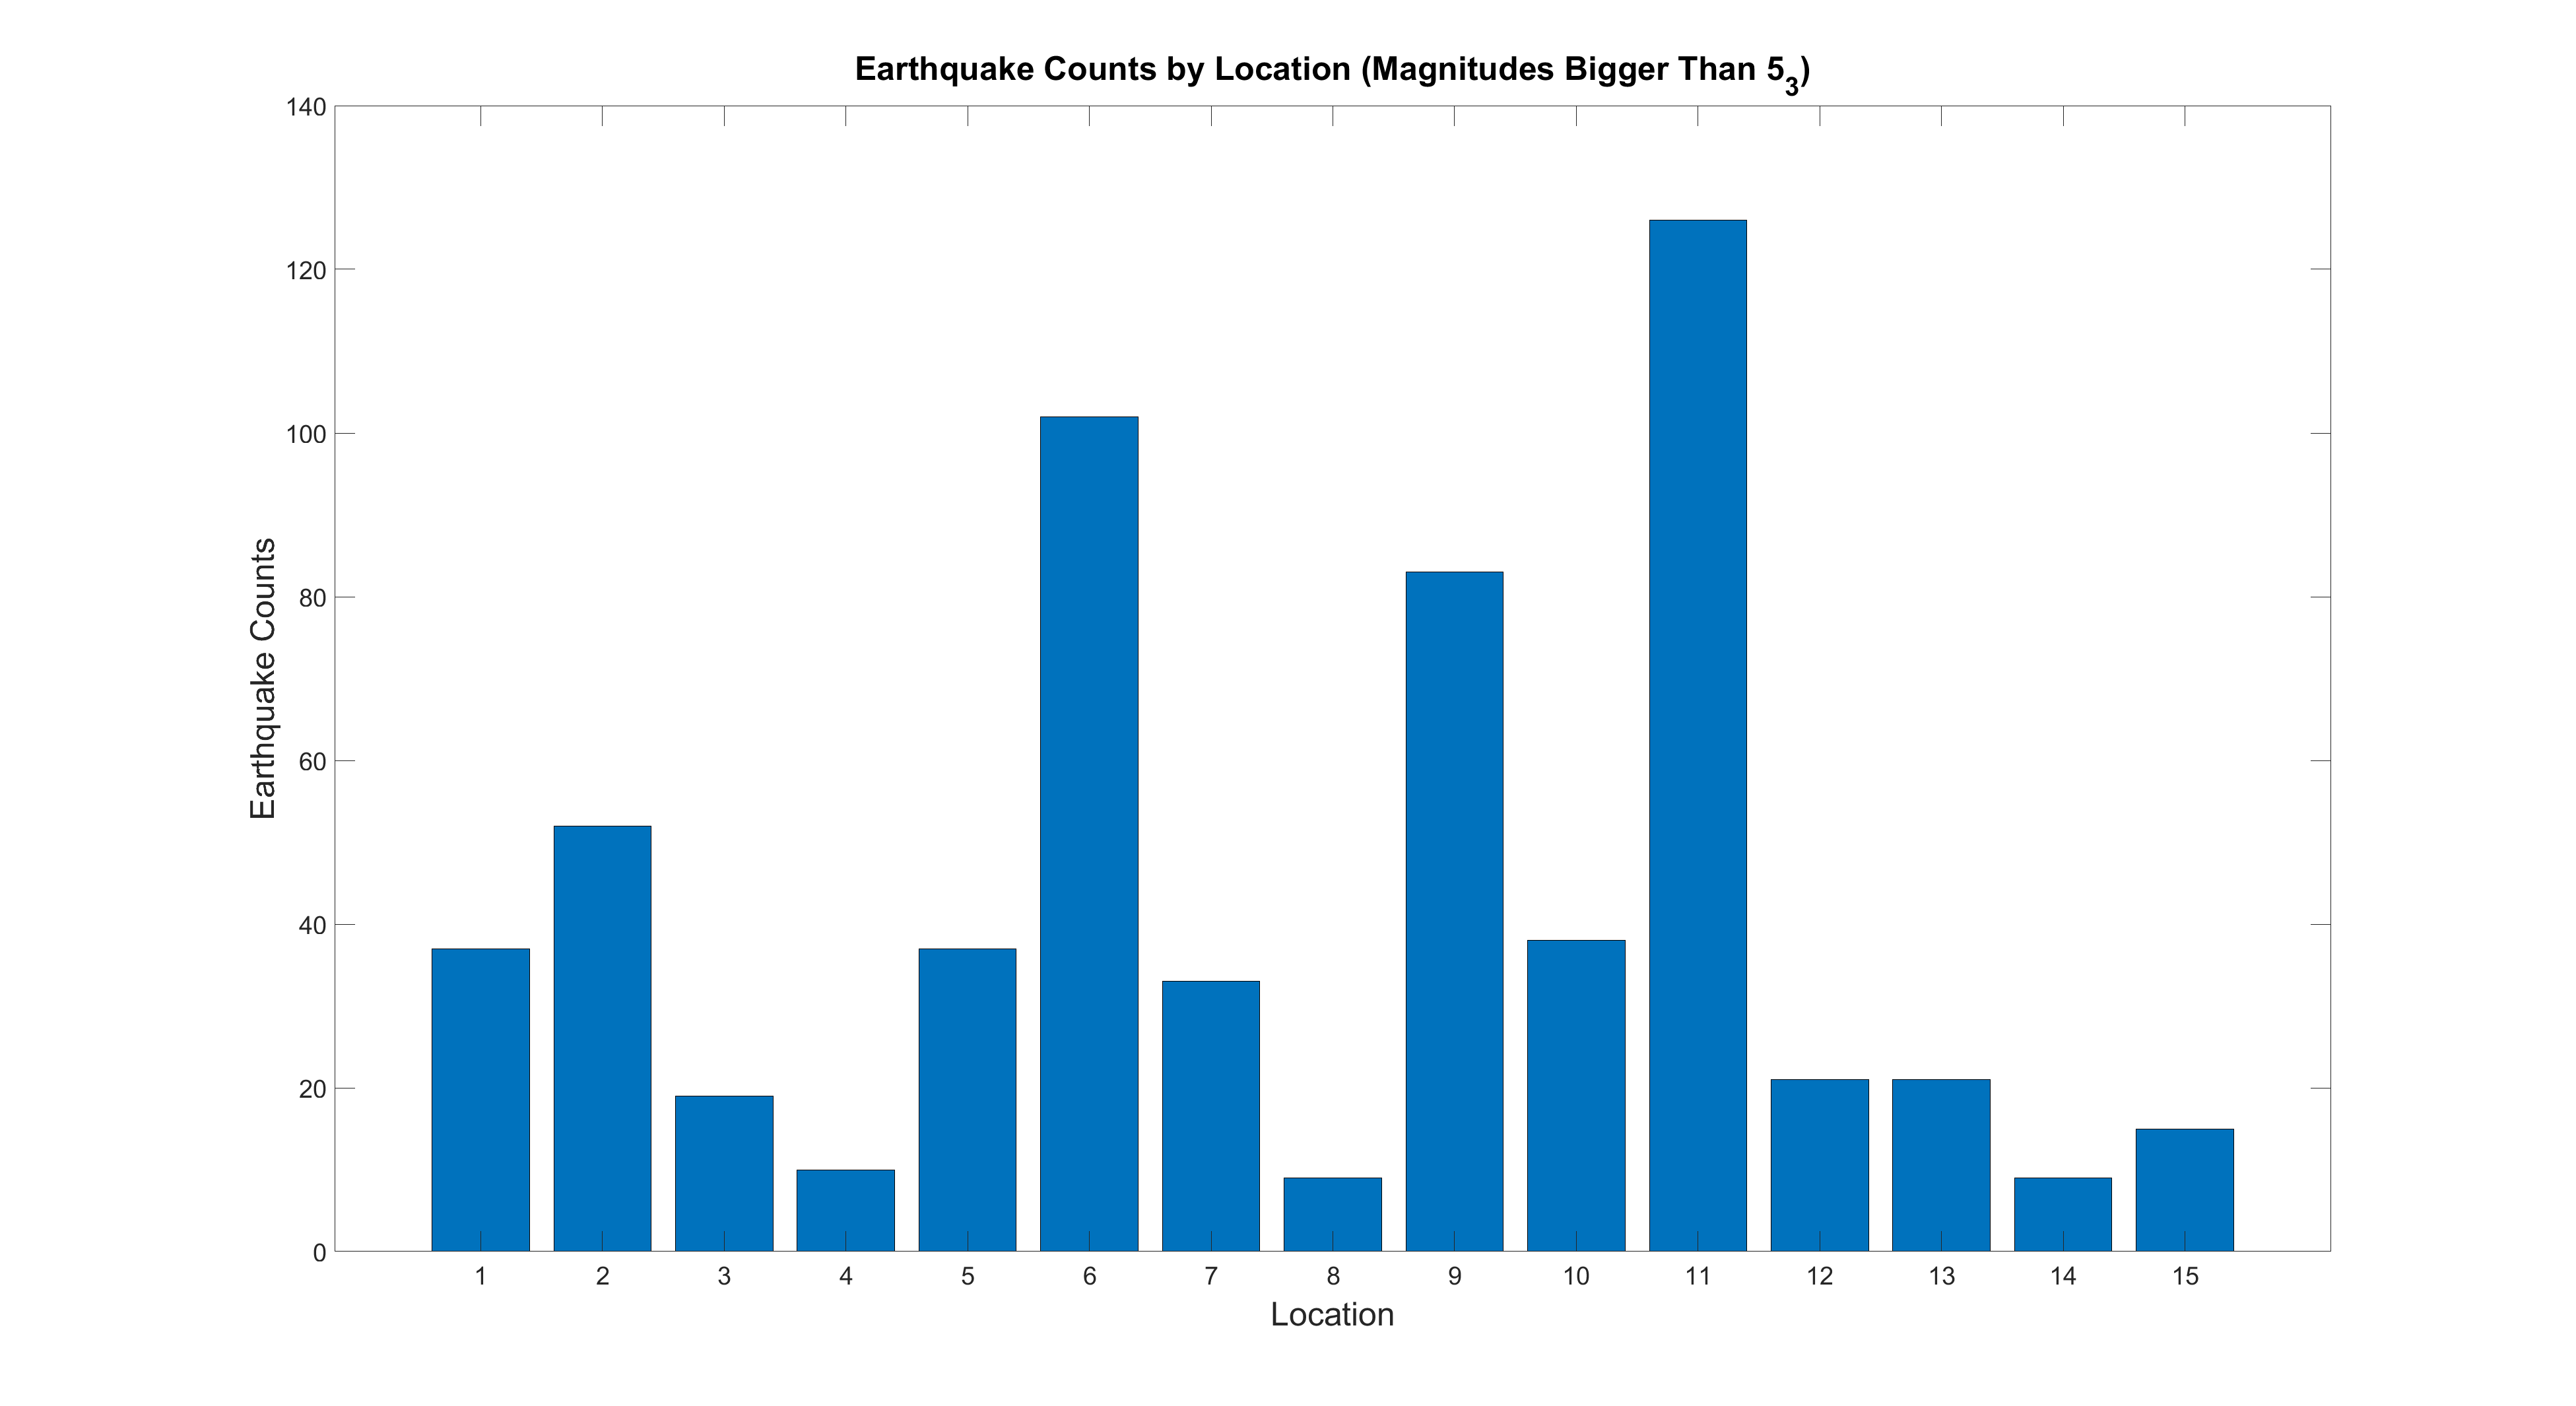 Earthquake Counts by Location (Magnitudes Bigger Than 5₃)
140
120
100
80
60
40
20
0
Earthquake Counts
1 2 3 4 5 6 7 8 9 10 11 12 13 14 15
Location